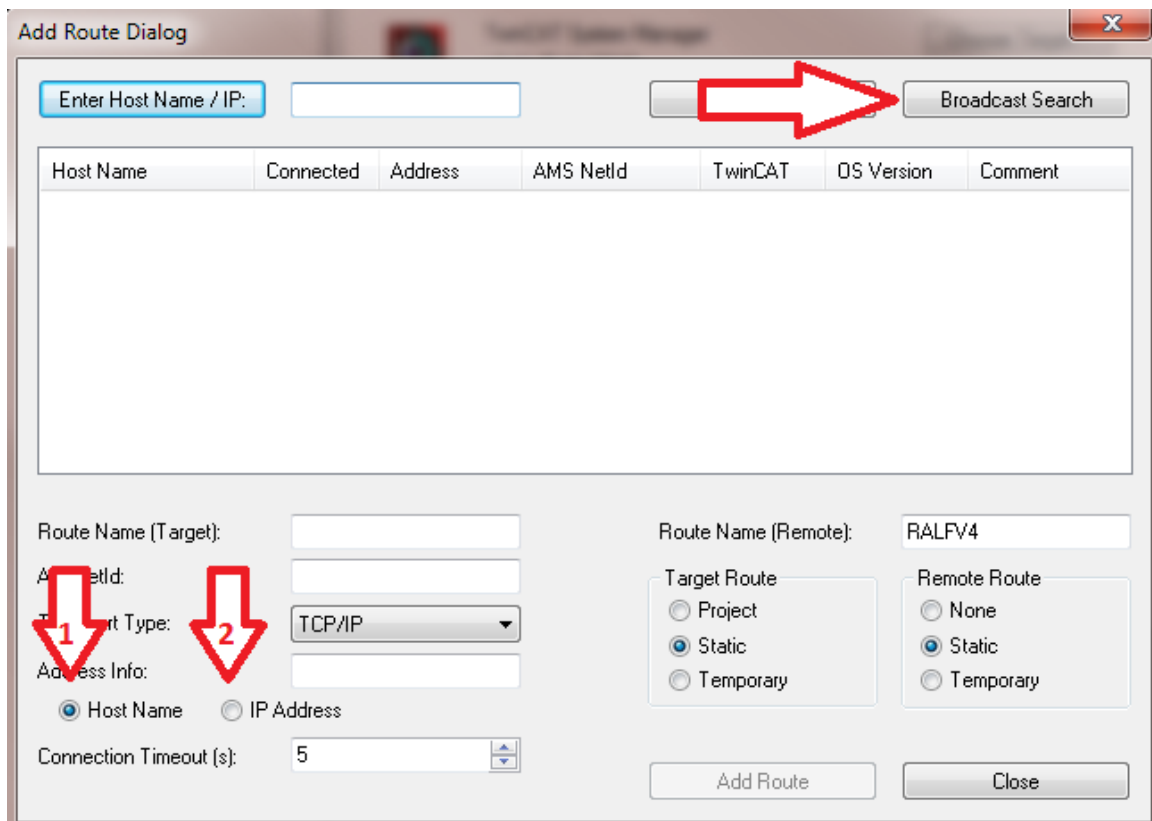 Add Route Dialog
Enter Host Name / IP:
Broadcast Search
Host Name Connected Address AMS NetId TwinCAT OS Version Comment
Route Name (Target): Route Name (Remote): RALFV4
Target Route Remote Route
Type: TCP/IP Project None
1 2
Static Static
Info: Temporary Temporary
Host Name IP Address
Connection Timeout (s): 5
Add Route Close